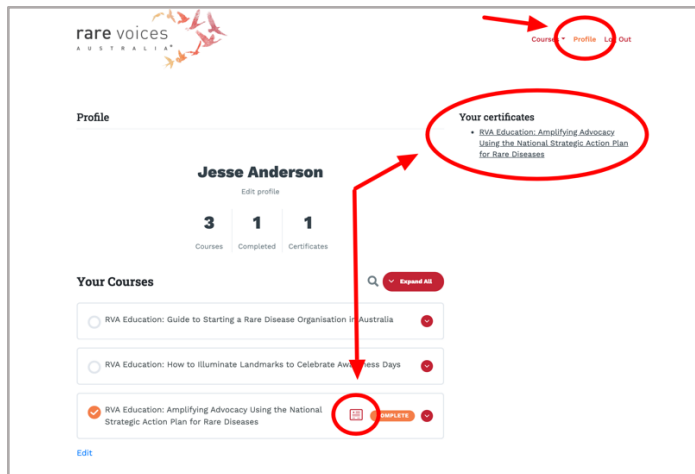 rare voices
AUSTRALIA
Courses Profile Log Out
Profile
Your certificates
RVA Education: Amplifying Advocacy
Using the National Strategic Action Plan
for Rare Diseases
Jesse Anderson
Edit profile
3 1 1
Courses Completed Certificates
Your Courses
Expand All
RVA Education: Guide to Starting a Rare Disease Organisation in Australia
RVA Education: How to Illuminate Landmarks to Celebrate Awareness Days
RVA Education: Amplifying Advocacy Using the National
Strategic Action Plan for Rare Diseases
COMPLETE
Edit